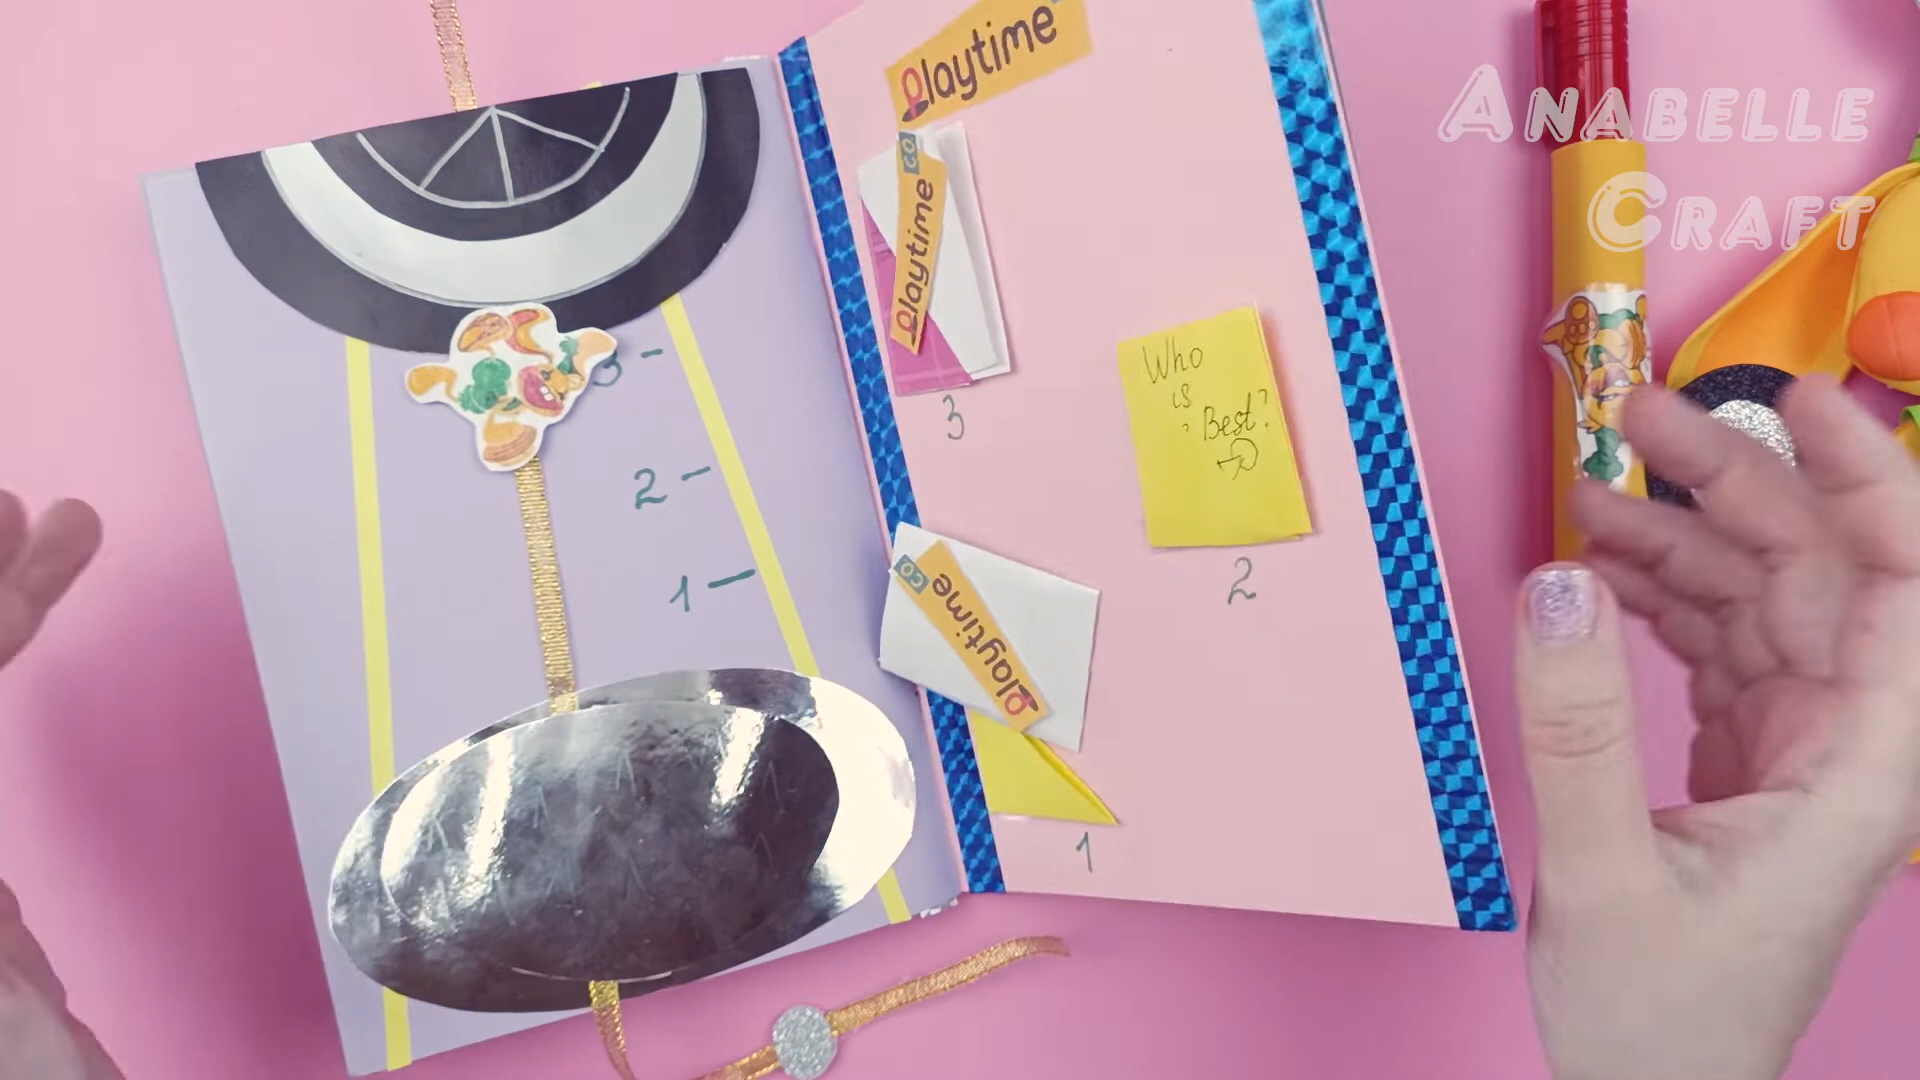 Playtime
CO
Playtime
3
3 -
2 -
1 -
Who
is
Best?
2
CO
Playtime
1
ANABELLE
CRAFT